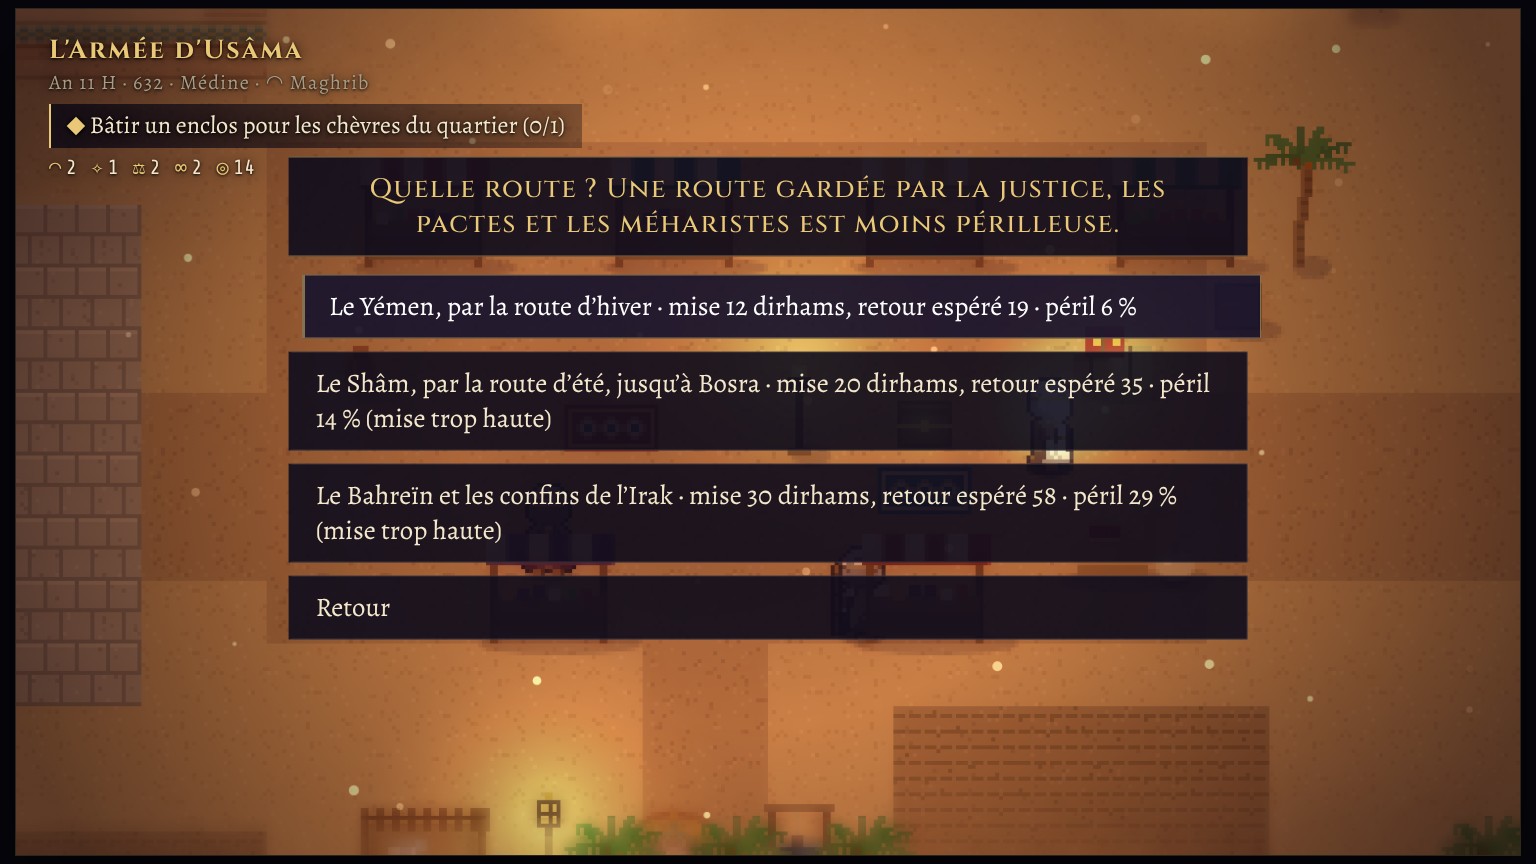 L'Armée d'Usâma
An 11 H · 632 · Médine · ◠ Maghrib
◆ Bâtir un enclos pour les chèvres du quartier (0/1)
◠ 2 ✧ 1 ⚖ 2 ∞ 2 ◎ 14
Quelle route ? Une route gardée par la justice, les
pactes et les méharistes est moins périlleuse.
Le Yémen, par la route d’hiver · mise 12 dirhams, retour espéré 19 · péril 6 %
Le Shâm, par la route d’été, jusqu’à Bosra · mise 20 dirhams, retour espéré 35 · péril
14 % (mise trop haute)
Le Bahreïn et les confins de l’Irak · mise 30 dirhams, retour espéré 58 · péril 29 %
(mise trop haute)
Retour